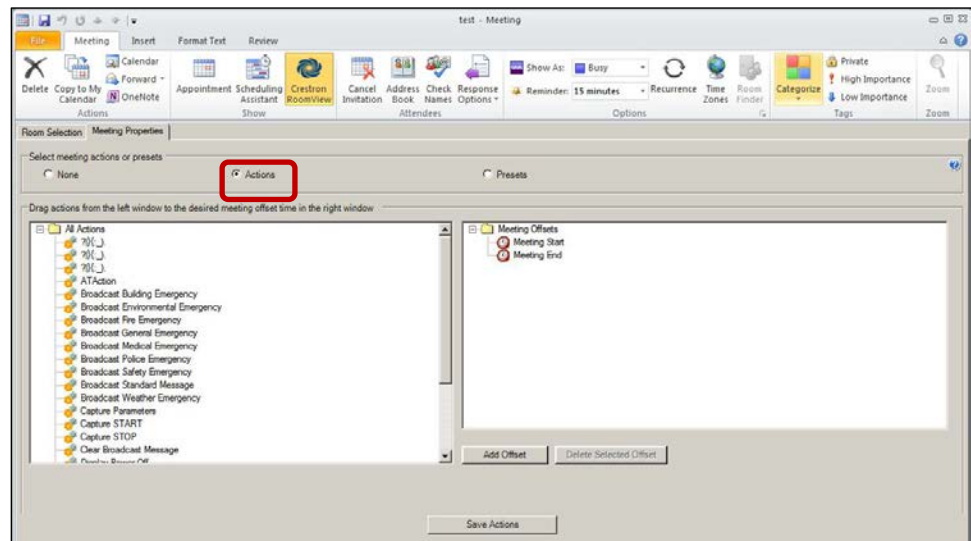 test - Meeting
File Meeting Insert Format Text Review
Delete Copy to My Calendar Calendar Forward OneNote Appointment Scheduling Assistant Crestron RoomView Cancel Invitation Address Book Check Names Response Options Show As: Busy Reminder: 15 minutes Recurrence Time Zones Room Finder Categorize Private High Importance Low Importance Zoom
Actions Show Attendees Options Tags Zoom
Room Selection Meeting Properties
Select meeting actions or presets
None Actions Presets
Drag actions from the left window to the desired meeting offset time in the right window
All Actions
?(){:_).
?(){:_).
?(){:_).
ATAction
Broadcast Building Emergency
Broadcast Environmental Emergency
Broadcast Fire Emergency
Broadcast General Emergency
Broadcast Medical Emergency
Broadcast Police Emergency
Broadcast Safety Emergency
Broadcast Standard Message
Broadcast Weather Emergency
Capture Parameters
Capture START
Capture STOP
Clear Broadcast Message
Display Power Off
Meeting Offsets
Meeting Start
Meeting End
Add Offset Delete Selected Offset
Save Actions